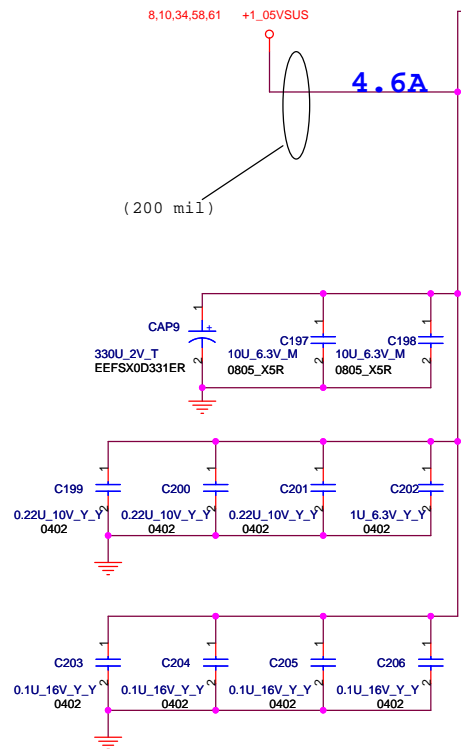 8,10,34,58,61 +1_05VSUS
4.6A
(200 mil)
1 1 1
CAP9 + C197 C198
330U_2V_T 2 10U_6.3V_M 2 10U_6.3V_M 2
EEFSX0D331ER 0805_X5R 0805_X5R
1 1 1 1
C199 C200 C201 C202
0.22U_10V_Y_Y 2 0.22U_10V_Y_Y 2 0.22U_10V_Y_Y 2 1U_6.3V_Y_Y 2
0402 0402 0402 0402
1 1 1 1
C203 C204 C205 C206
0.1U_16V_Y_Y 2 0.1U_16V_Y_Y 2 0.1U_16V_Y_Y 2 0.1U_16V_Y_Y 2
0402 0402 0402 0402